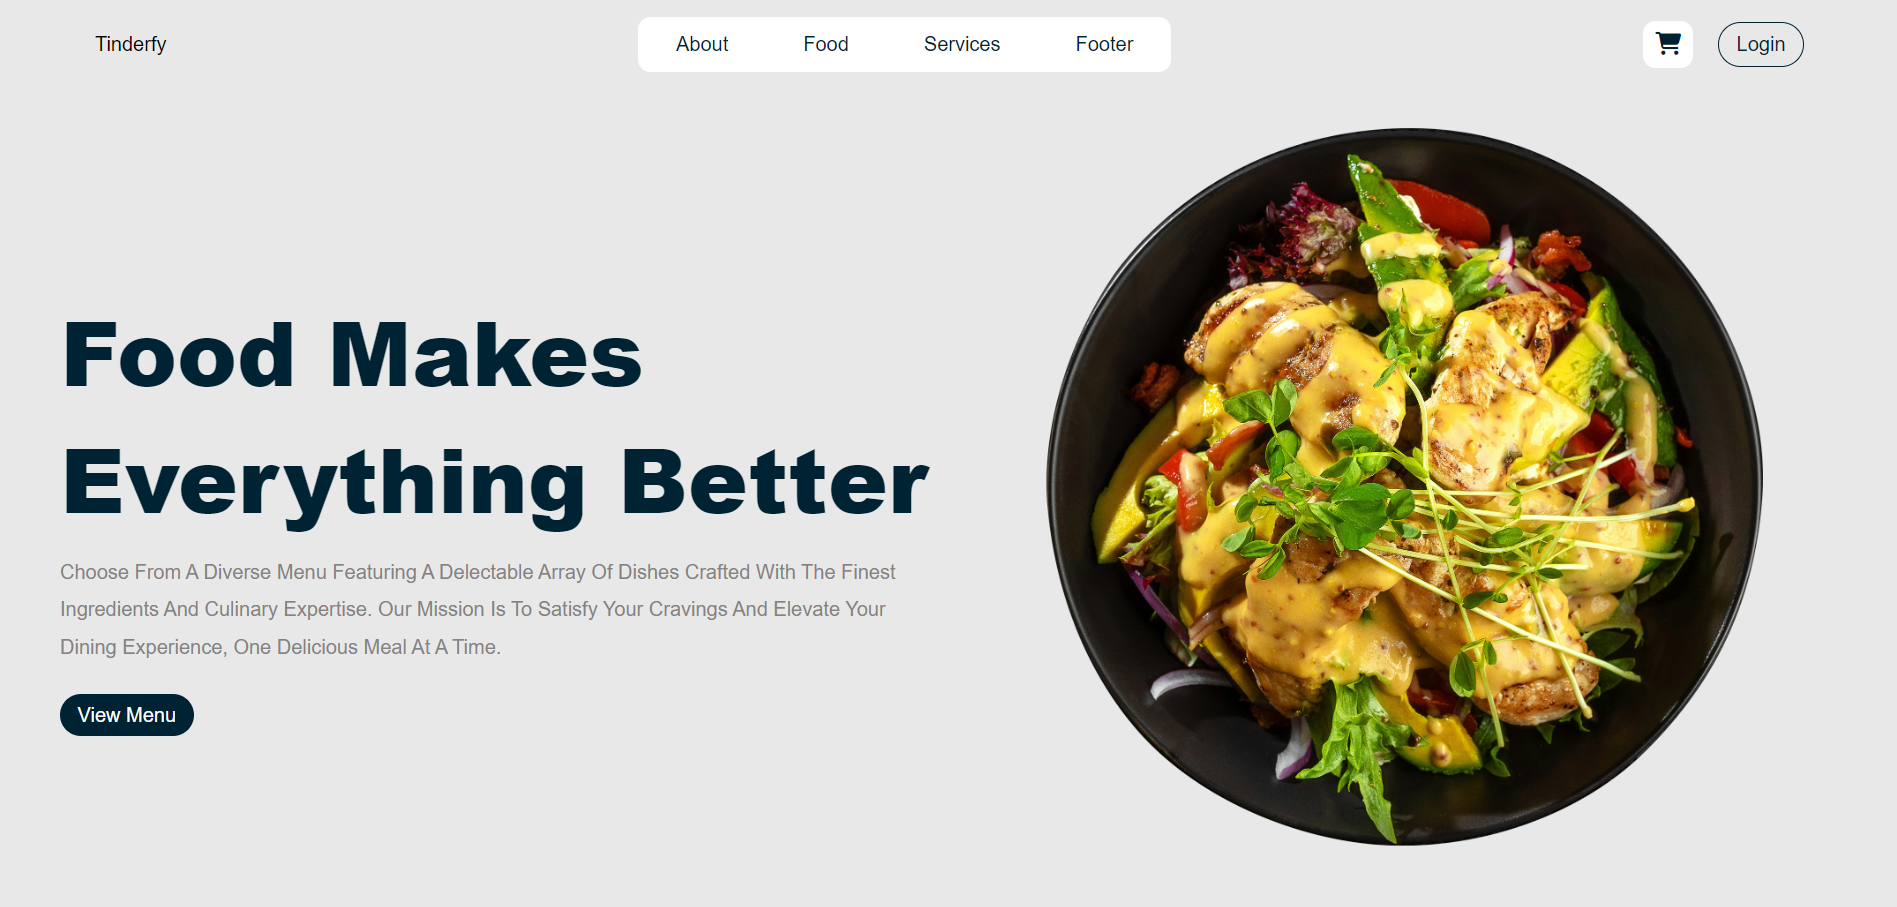 Tinderfy
About Food Services Footer
Login
Food Makes
Everything Better
Choose From A Diverse Menu Featuring A Delectable Array Of Dishes Crafted With The Finest
Ingredients And Culinary Expertise. Our Mission Is To Satisfy Your Cravings And Elevate Your
Dining Experience, One Delicious Meal At A Time.
View Menu